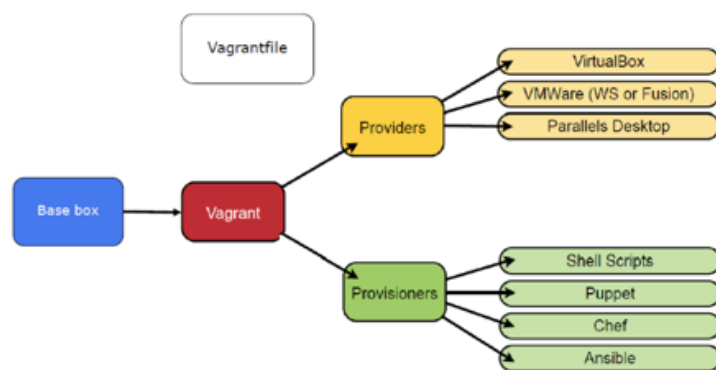 Vagrantfile
VirtualBox
VMWare (WS or Fusion)
Providers
Parallels Desktop
Base box
Vagrant
Shell Scripts
Provisioners
Puppet
Chef
Ansible